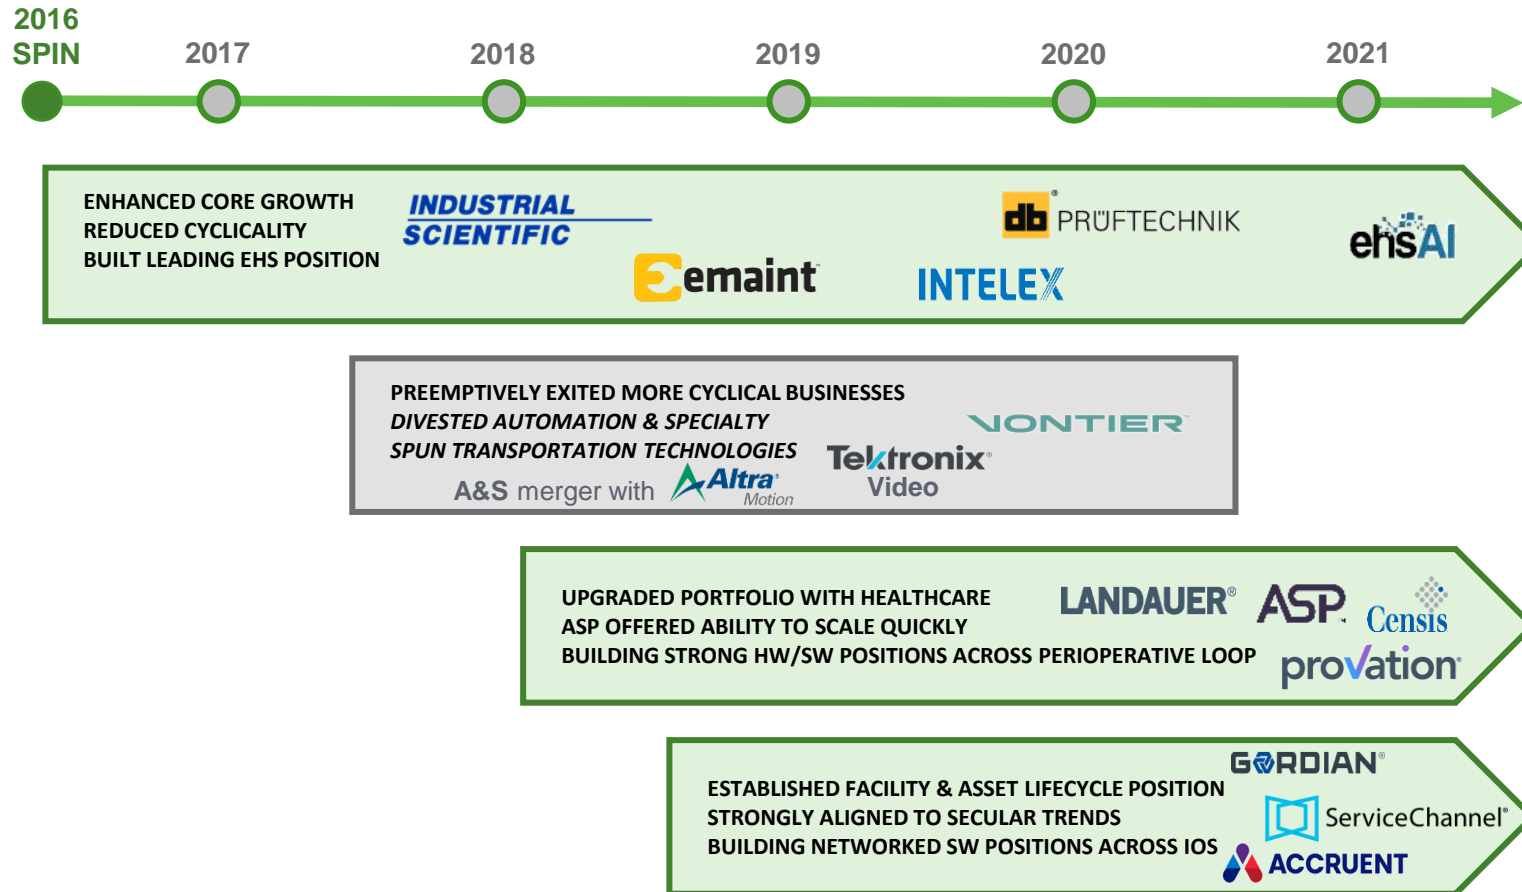 2016
SPIN
2017
2018
2019
2020
2021
ENHANCED CORE GROWTH
REDUCED CYCLICALITY
BUILT LEADING EHS POSITION
INDUSTRIAL
SCIENTIFIC
emaint™
db® PRÜFTECHNIK
INTELEX
ehsAI
PREEMPTIVELY EXITED MORE CYCLICAL BUSINESSES
DIVESTED AUTOMATION & SPECIALTY
SPUN TRANSPORTATION TECHNOLOGIES
A&S merger with
Altra
Motion
Tektronix®
Video
VONTIER™
UPGRADED PORTFOLIO WITH HEALTHCARE
ASP OFFERED ABILITY TO SCALE QUICKLY
BUILDING STRONG HW/SW POSITIONS ACROSS PERIOPERATIVE LOOP
LANDAUER®
ASP
Censis
provation®
ESTABLISHED FACILITY & ASSET LIFECYCLE POSITION
STRONGLY ALIGNED TO SECULAR TRENDS
BUILDING NETWORKED SW POSITIONS ACROSS IOS
GORDIAN®
ServiceChannel®
ACCRUENT